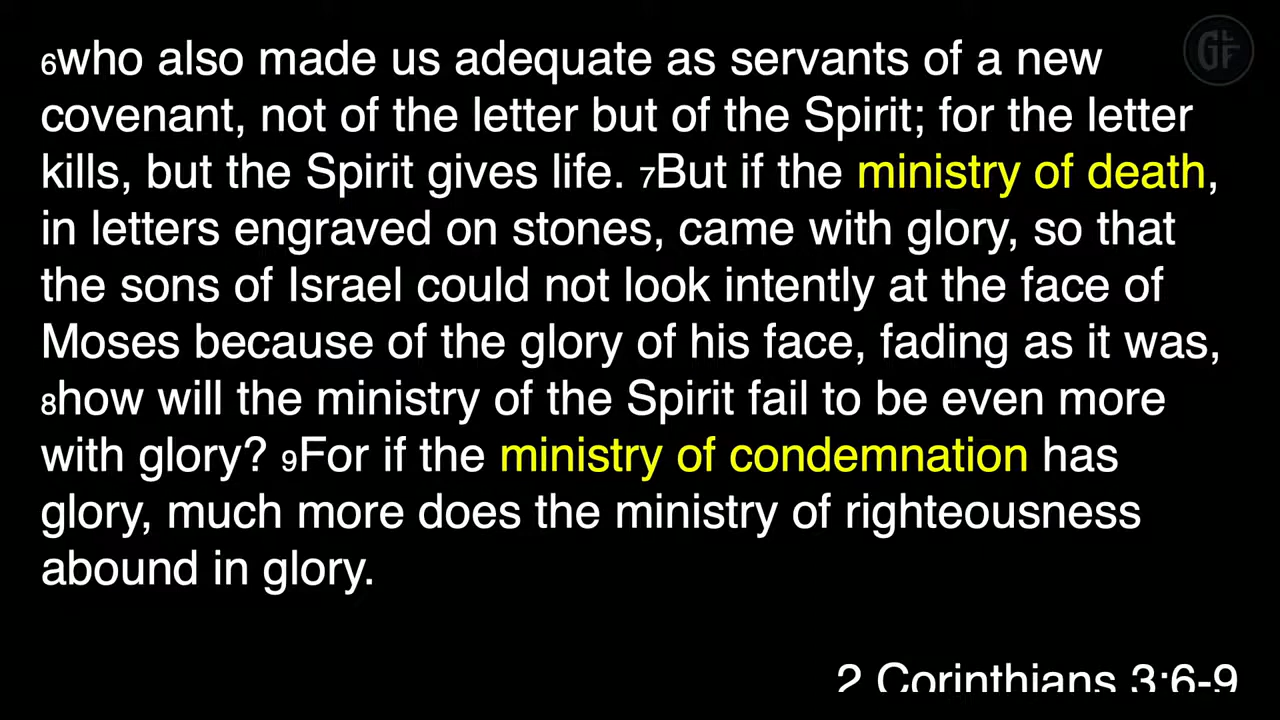 6who also made us adequate as servants of a new
covenant, not of the letter but of the Spirit; for the letter
kills, but the Spirit gives life. 7But if the ministry of death,
in letters engraved on stones, came with glory, so that
the sons of Israel could not look intently at the face of
Moses because of the glory of his face, fading as it was,
8how will the ministry of the Spirit fail to be even more
with glory? 9For if the ministry of condemnation has
glory, much more does the ministry of righteousness
abound in glory.
2 Corinthians 3:6-9